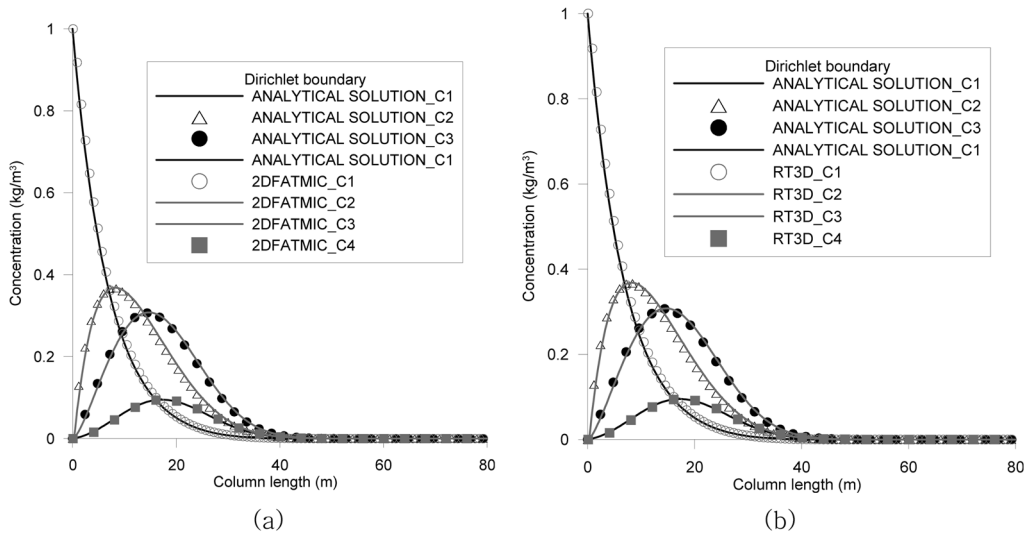 1
0.8
0.6
0.4
0.2
0
Concentration (kg/m³)
Dirichlet boundary
ANALYTICAL SOLUTION_C1
ANALYTICAL SOLUTION_C2
ANALYTICAL SOLUTION_C3
ANALYTICAL SOLUTION_C1
2DFATMIC_C1
2DFATMIC_C2
2DFATMIC_C3
2DFATMIC_C4
0 20 40 60 80
Column length (m)
(a)
1
0.8
0.6
0.4
0.2
0
Concentration (kg/m³)
Dirichlet boundary
ANALYTICAL SOLUTION_C1
ANALYTICAL SOLUTION_C2
ANALYTICAL SOLUTION_C3
ANALYTICAL SOLUTION_C1
RT3D_C1
RT3D_C2
RT3D_C3
RT3D_C4
0 20 40 60 80
Column length (m)
(b)